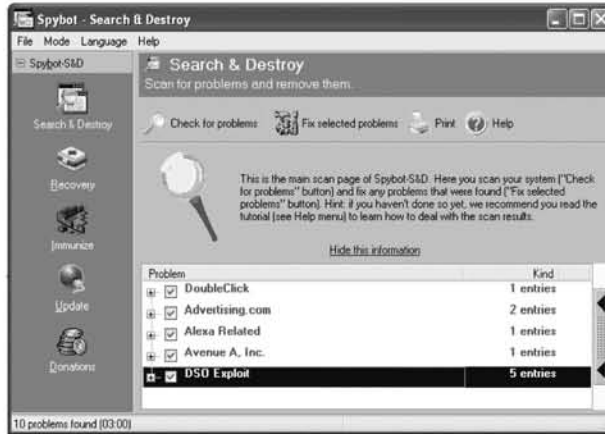 Spybot - Search & Destroy
File Mode Language Help
Spybot-S&D
Search & Destroy
Recovery
Immunize
Update
Donations
Search & Destroy
Scan for problems and remove them.
Check for problems Fix selected problems Print Help
This is the main scan page of Spybot-S&D. Here you scan your system ("Check
for problems" button) and fix any problems that were found ("Fix selected
problems" button). Hint: if you haven't done so yet, we recommend you read the
tutorial (see Help menu) to learn how to deal with the scan results.
Hide this information
Problem Kind
DoubleClick 1 entries
Advertising.com 2 entries
Alexa Related 1 entries
Avenue A, Inc. 1 entries
DSO Exploit 5 entries
10 problems found (03:00)